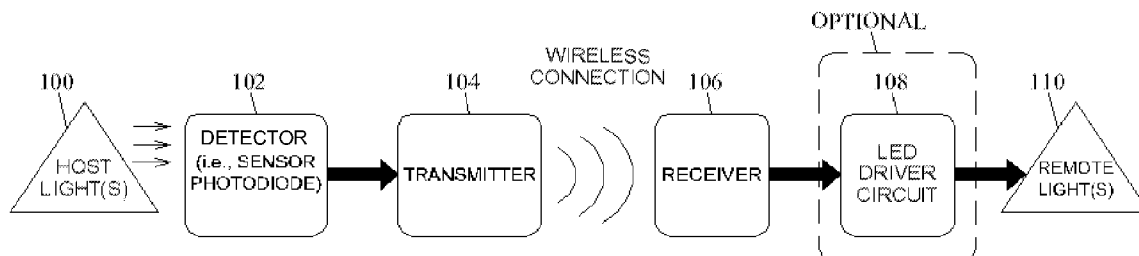 OPTIONAL
WIRELESS
CONNECTION
100
102
104
106
108
110
HOST
LIGHT(S)
DETECTOR
(i.e., SENSOR
PHOTODIODE)
TRANSMITTER
RECEIVER
LED
DRIVER
CIRCUIT
REMOTE
LIGHT(S)